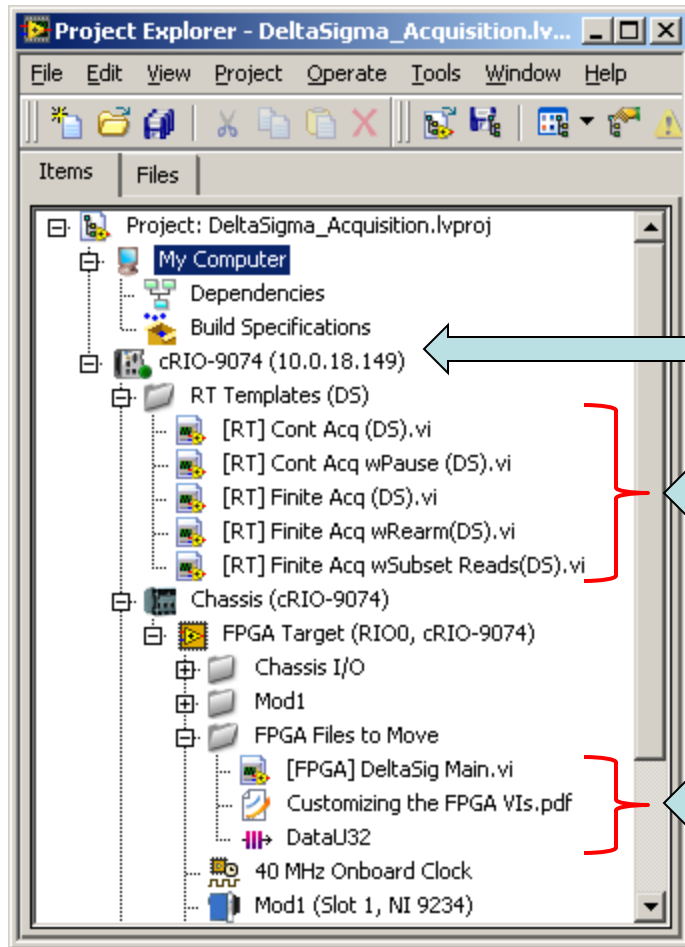 Project Explorer - DeltaSigma_Acquisition.lv...
File Edit View Project Operate Tools Window Help
Items Files
Project: DeltaSigma_Acquisition.lvproj
My Computer
Dependencies
Build Specifications
cRIO-9074 (10.0.18.149)
RT Templates (DS)
[RT] Cont Acq (DS).vi
[RT] Cont Acq wPause (DS).vi
[RT] Finite Acq (DS).vi
[RT] Finite Acq wRearm(DS).vi
[RT] Finite Acq wSubset Reads(DS).vi
Chassis (cRIO-9074)
FPGA Target (RIO0, cRIO-9074)
Chassis I/O
Mod1
FPGA Files to Move
[FPGA] DeltaSig Main.vi
Customizing the FPGA VIs.pdf
DataU32
40 MHz Onboard Clock
Mod1 (Slot 1, NI 9234)